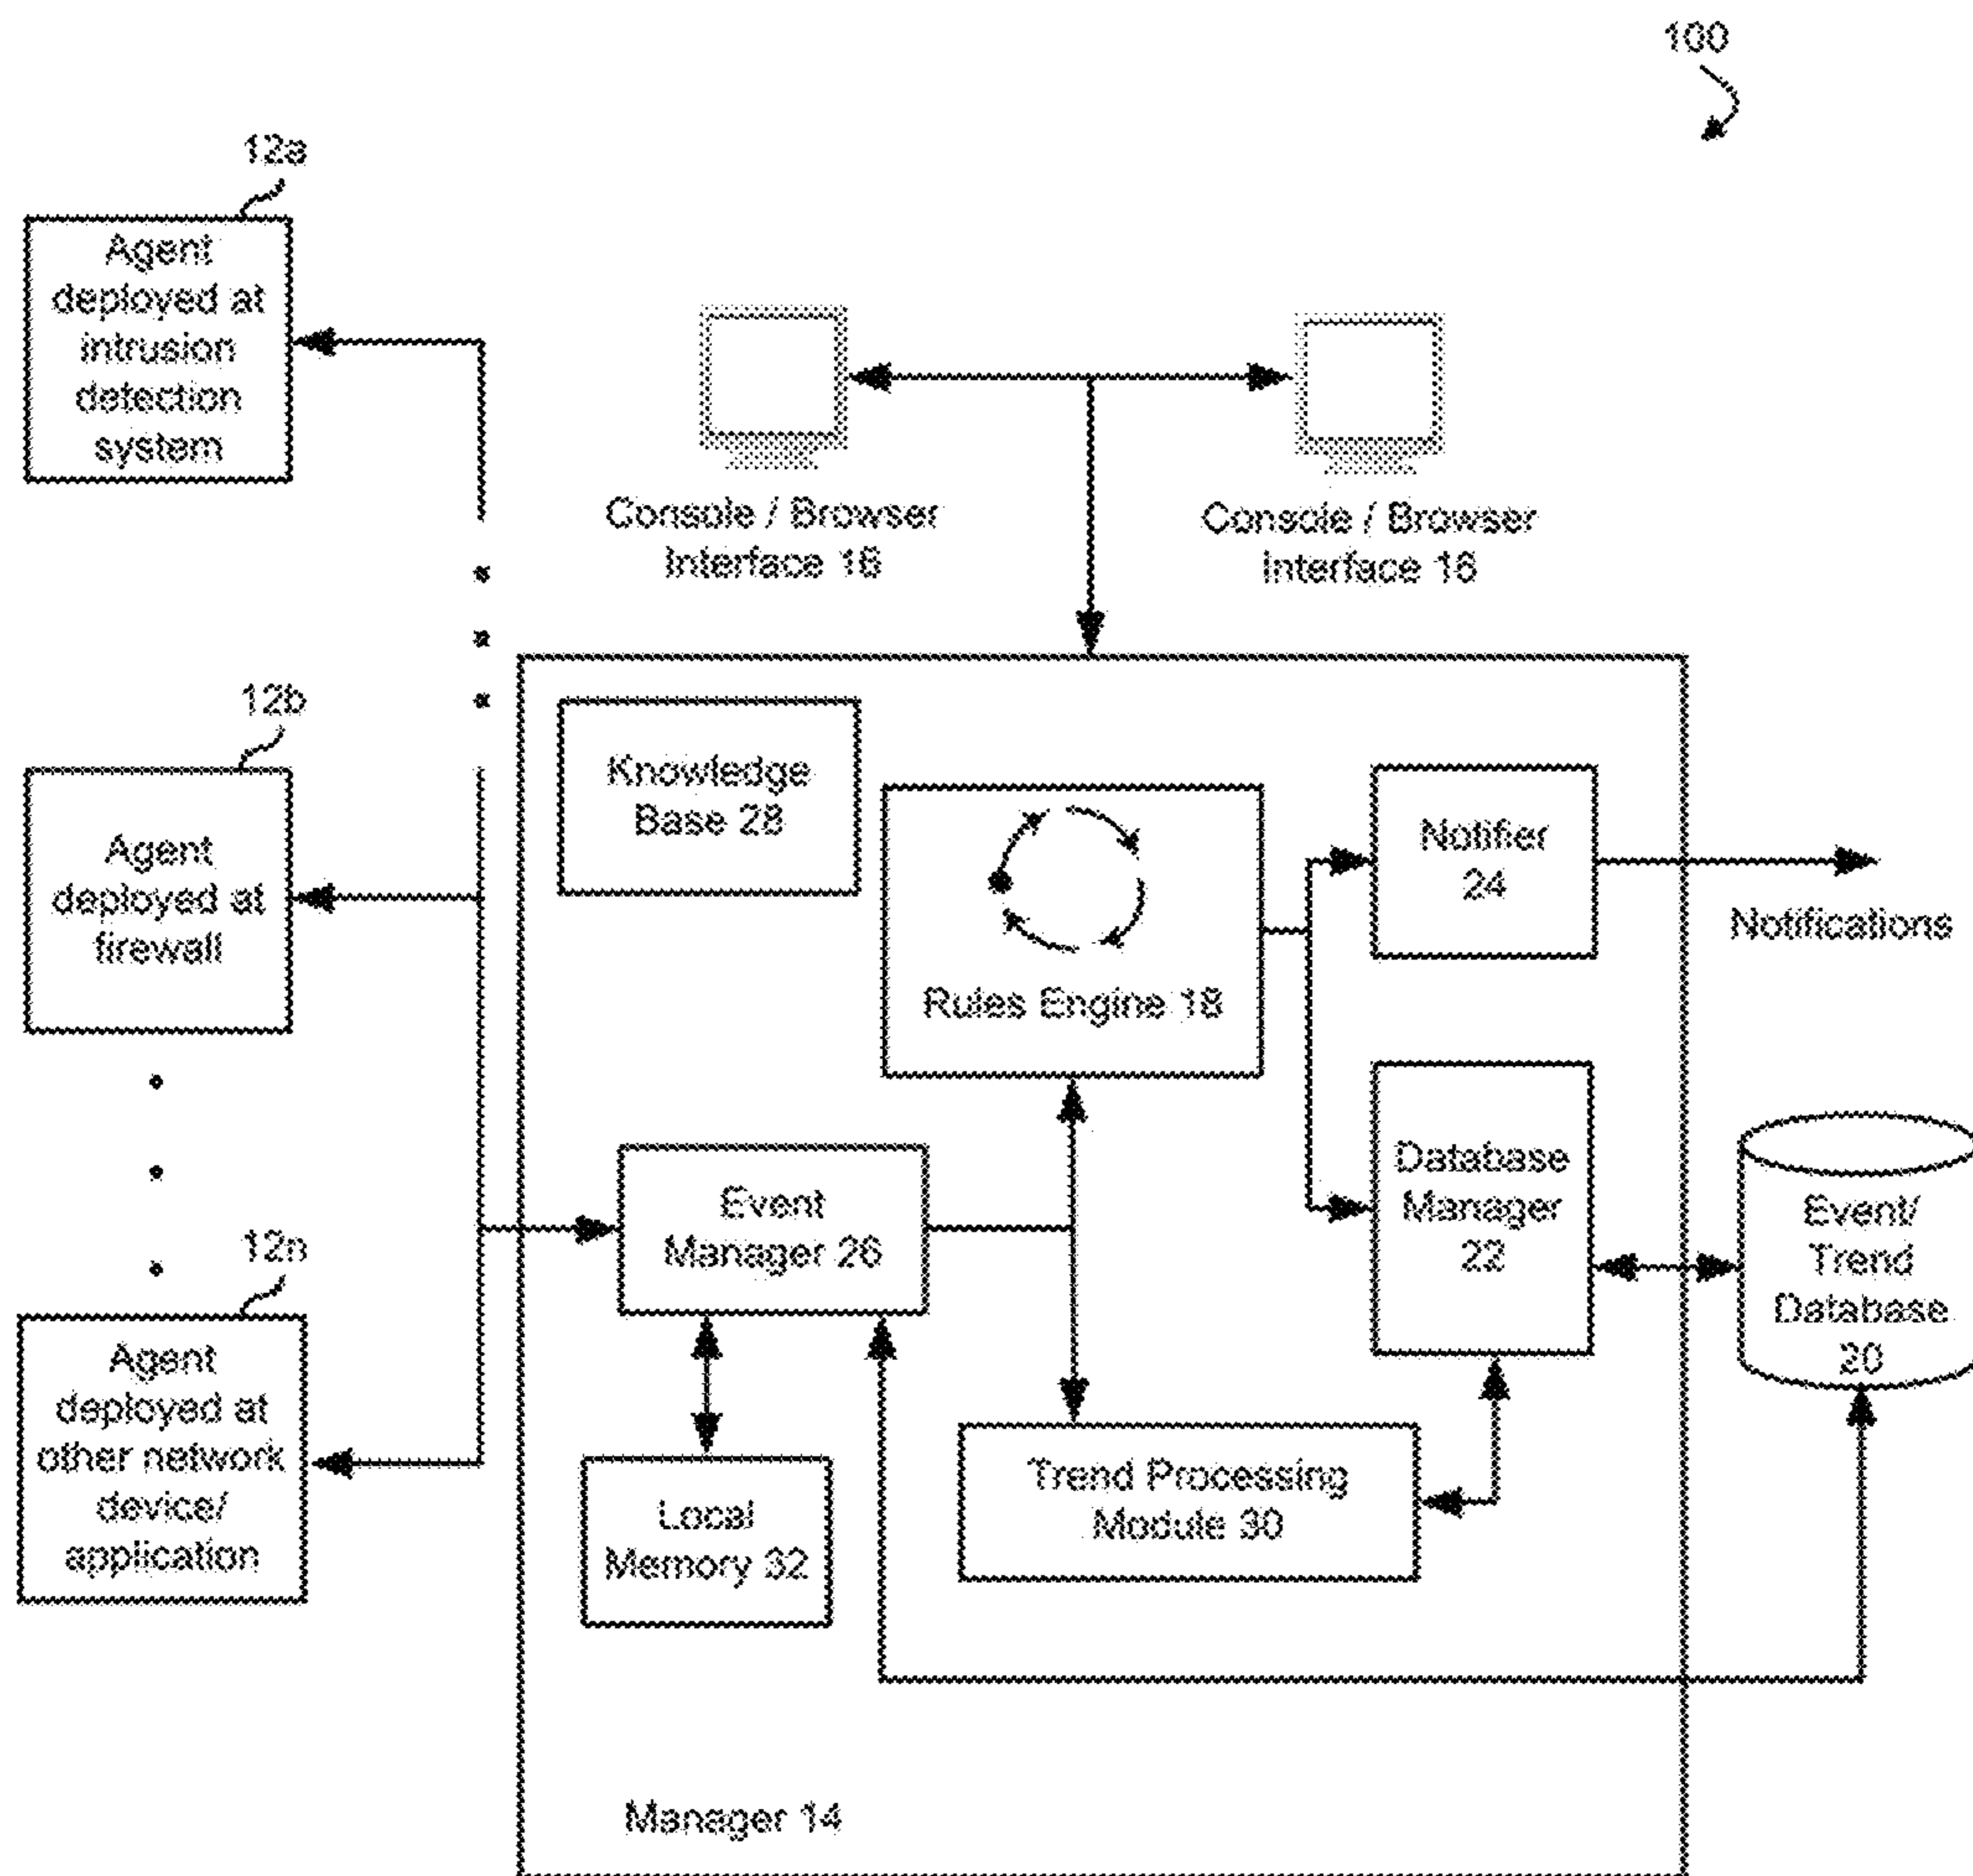 100
12a
Agent
deployed at
intrusion
detection
system
Console / Browser
Interface 16
Console / Browser
Interface 16
12b
Agent
deployed at
firewall
Knowledge
Base 28
Rules Engine 18
Notifier
24
Notifications
Database
Manager
22
Event/
Trend
Database
20
Event
Manager 26
12n
Agent
deployed at
other network
device/
application
Local
Memory 32
Trend Processing
Module 30
Manager 14